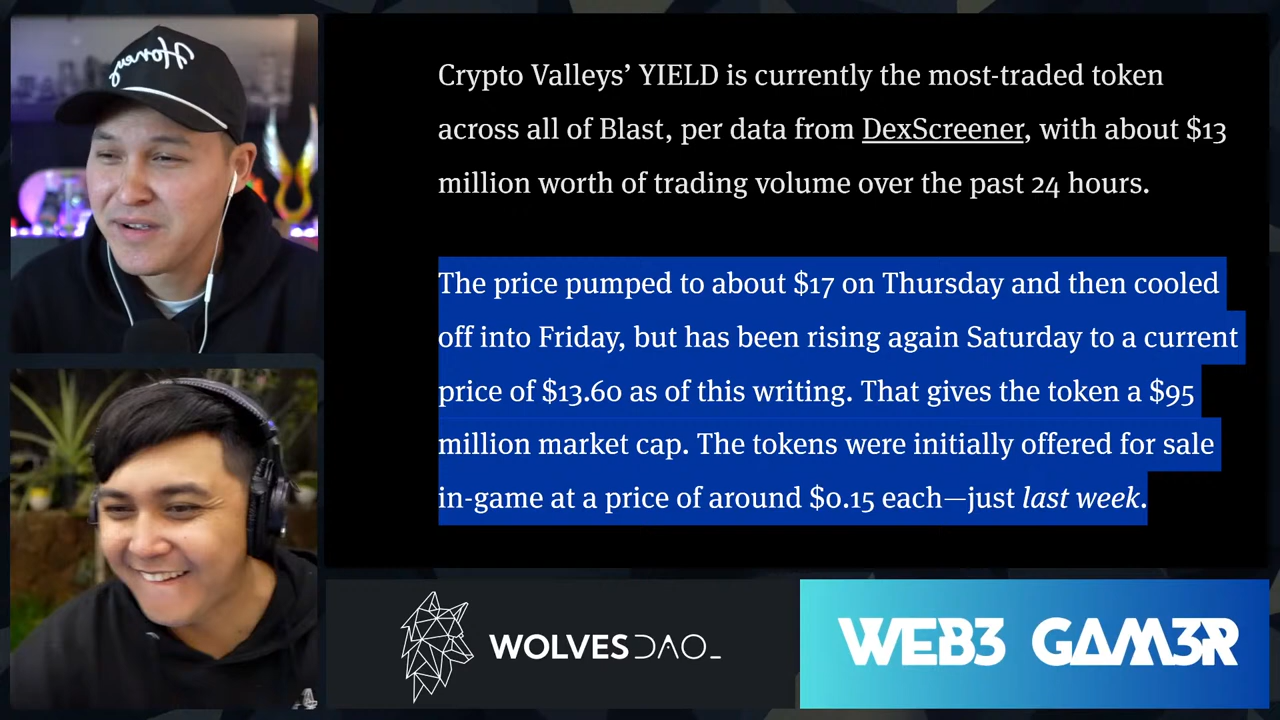 Honey
Crypto Valleys’ YIELD is currently the most-traded token
across all of Blast, per data from DexScreener, with about $13
million worth of trading volume over the past 24 hours.
The price pumped to about $17 on Thursday and then cooled
off into Friday, but has been rising again Saturday to a current
price of $13.60 as of this writing. That gives the token a $95
million market cap. The tokens were initially offered for sale
in-game at a price of around $0.15 each—just last week.
WOLVESDAO_
WEB3 GAM3R